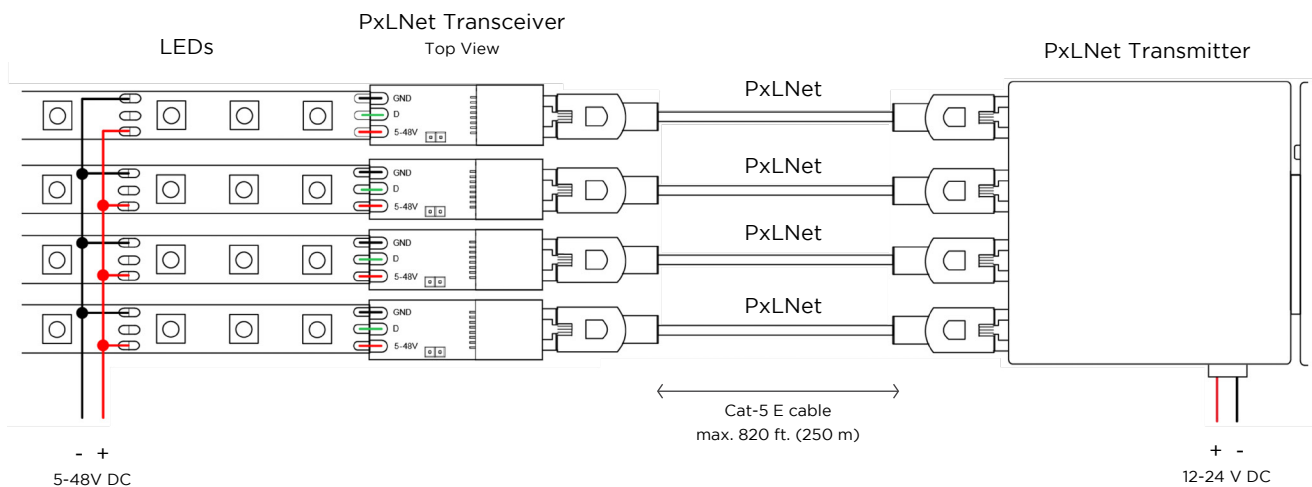 PxLNet Transceiver
LEDs
Top View
PxLNet Transmitter
PxLNet
GND
D
5-48V
PxLNet
GND
D
5-48V
PxLNet
GND
D
5-48V
PxLNet
GND
D
5-48V
Cat-5 E cable
max. 820 ft. (250 m)
- +
5-48V DC
+ -
12-24 V DC